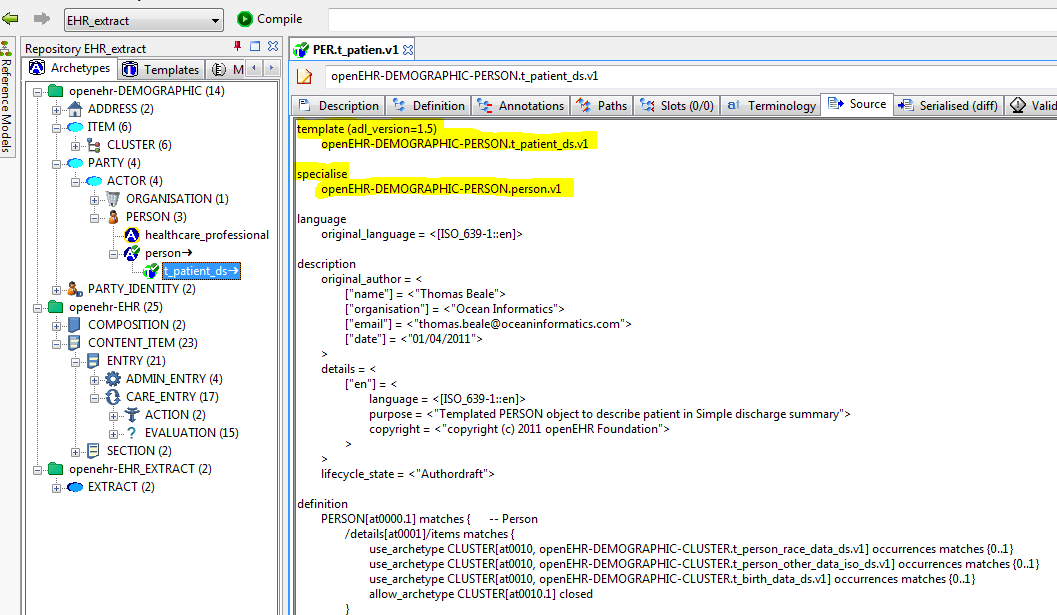 EHR_extract
Compile
Reference Models
Repository EHR_extract
Archetypes
Templates
M
openehr-DEMOGRAPHIC (14)
ADDRESS (2)
ITEM (6)
CLUSTER (6)
PARTY (4)
ACTOR (4)
ORGANISATION (1)
PERSON (3)
healthcare_professional
person→
t_patient_ds→
PARTY_IDENTITY (2)
openehr-EHR (25)
COMPOSITION (2)
CONTENT_ITEM (23)
ENTRY (21)
ADMIN_ENTRY (4)
CARE_ENTRY (17)
ACTION (2)
EVALUATION (15)
SECTION (2)
openehr-EHR_EXTRACT (2)
EXTRACT (2)
PER.t_patien.v1
openEHR-DEMOGRAPHIC-PERSON.t_patient_ds.v1
Description
Definition
Annotations
Paths
Slots (0/0)
Terminology
Source
Serialised (diff)
Valid
template (adl_version=1.5)
openEHR-DEMOGRAPHIC-PERSON.t_patient_ds.v1
specialise
openEHR-DEMOGRAPHIC-PERSON.person.v1
language
original_language = <[ISO_639-1::en]>
description
original_author = <
["name"] = <"Thomas Beale">
["organisation"] = <"Ocean Informatics">
["email"] = <"thomas.beale@oceaninformatics.com">
["date"] = <"01/04/2011">
>
details = <
["en"] = <
language = <[ISO_639-1::en]>
purpose = <"Templated PERSON object to describe patient in Simple discharge summary">
copyright = <"copyright (c) 2011 openEHR Foundation">
>
>
lifecycle_state = <"Authordraft">
definition
PERSON[at0000.1] matches { -- Person
/details[at0001]/items matches {
use_archetype CLUSTER[at0010, openEHR-DEMOGRAPHIC-CLUSTER.t_person_race_data_ds.v1] occurrences matches {0..1}
use_archetype CLUSTER[at0010, openEHR-DEMOGRAPHIC-CLUSTER.t_person_other_data_iso_ds.v1] occurrences matches {0..1}
use_archetype CLUSTER[at0010, openEHR-DEMOGRAPHIC-CLUSTER.t_birth_data_ds.v1] occurrences matches {0..1}
allow_archetype CLUSTER[at0010.1] closed
}